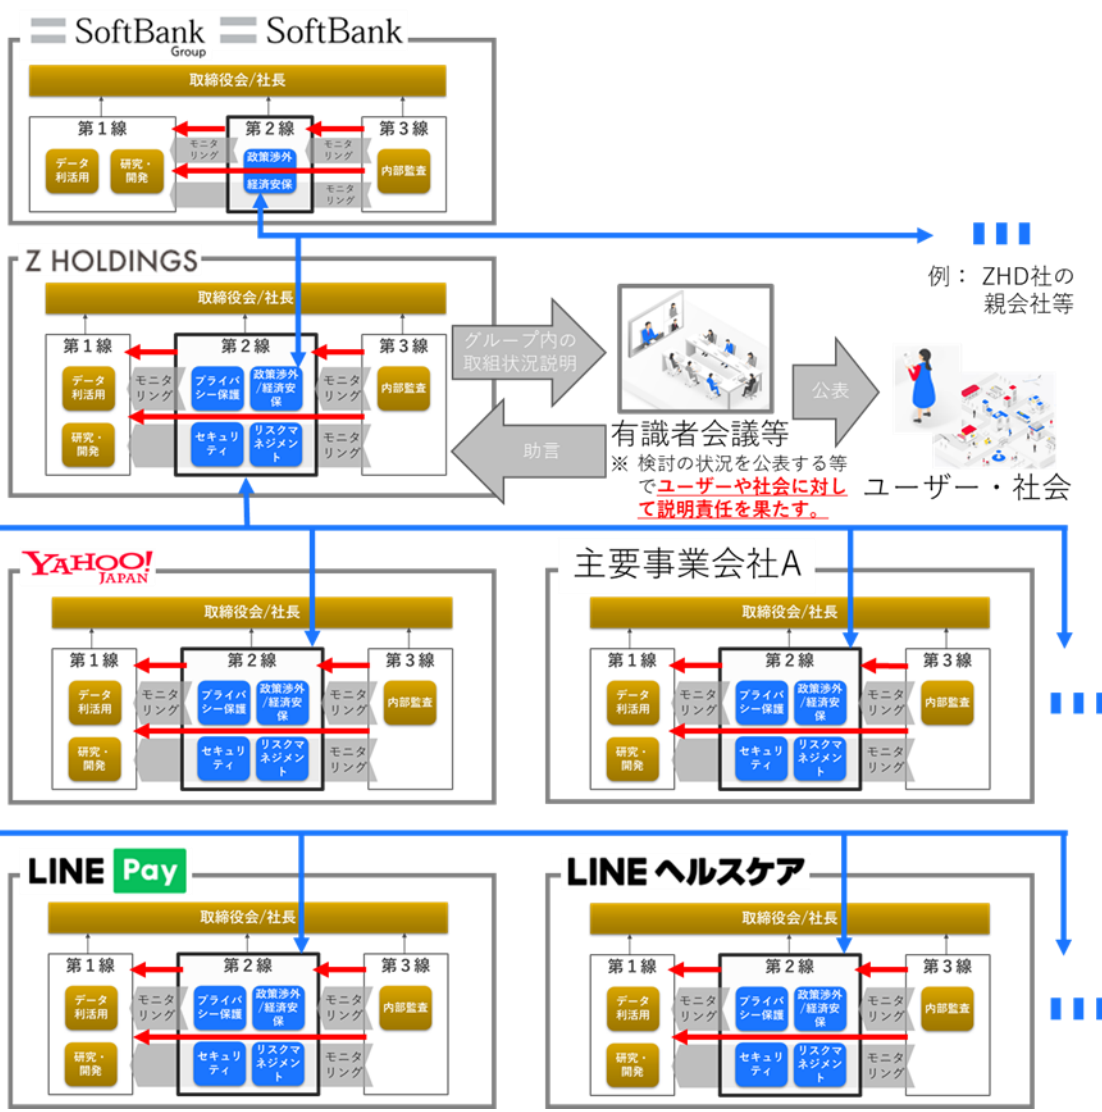 SoftBank Group SoftBank
取締役会/社長
第1線 第2線 第3線
モニタ
リング
モニタ
リング
データ
利活用
研究・
開発
政策渉外
経済安保
内部監査
モニタ
リング
例： ZHD社の
親会社等
Z HOLDINGS
取締役会/社長
第1線 第2線 第3線
データ
利活用
モニタ
リング
プライバ
シー保護
政策渉外
/経済安
保
モニタ
リング
内部監査
研究・
開発
セキュリ
ティ
リスクマ
ネジメン
ト
モニタ
リング
グループ内の
取組状況説明
助言
有識者会議等
※ 検討の状況を公表する等
でユーザーや社会に対し
て説明責任を果たす。
公表
ユーザー・社会
YAHOO!
JAPAN
取締役会/社長
第1線 第2線 第3線
データ
利活用
モニタ
リング
プライバ
シー保護
政策渉外
/経済安
保
モニタ
リング
内部監査
研究・
開発
セキュリ
ティ
リスクマ
ネジメン
ト
モニタ
リング
主要事業会社A
取締役会/社長
第1線 第2線 第3線
データ
利活用
モニタ
リング
プライバ
シー保護
政策渉外
/経済安
保
モニタ
リング
内部監査
研究・
開発
セキュリ
ティ
リスクマ
ネジメン
ト
モニタ
リング
LINE Pay
取締役会/社長
第1線 第2線 第3線
データ
利活用
モニタ
リング
プライバ
シー保護
政策渉外
/経済安
保
モニタ
リング
内部監査
研究・
開発
セキュリ
ティ
リスクマ
ネジメン
ト
モニタ
リング
LINE ヘルスケア
取締役会/社長
第1線 第2線 第3線
データ
利活用
モニタ
リング
プライバ
シー保護
政策渉外
/経済安
保
モニタ
リング
内部監査
研究・
開発
セキュリ
ティ
リスクマ
ネジメン
ト
モニタ
リング